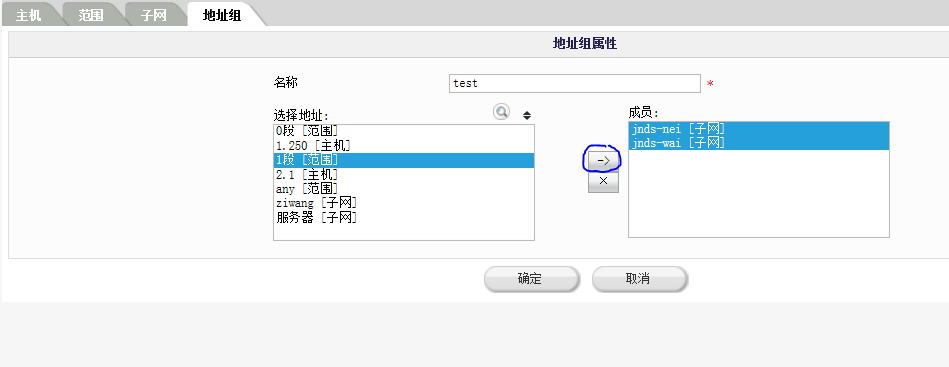 主机 范围 子网 地址组
地址组属性
名称 test *
选择地址: 成员:
0段 [范围]
1.250 [主机]
1段 [范围]
2.1 [主机]
any [范围]
ziwang [子网]
服务器 [子网]
jnds-nei [子网]
jnds-wai [子网]
确定 取消